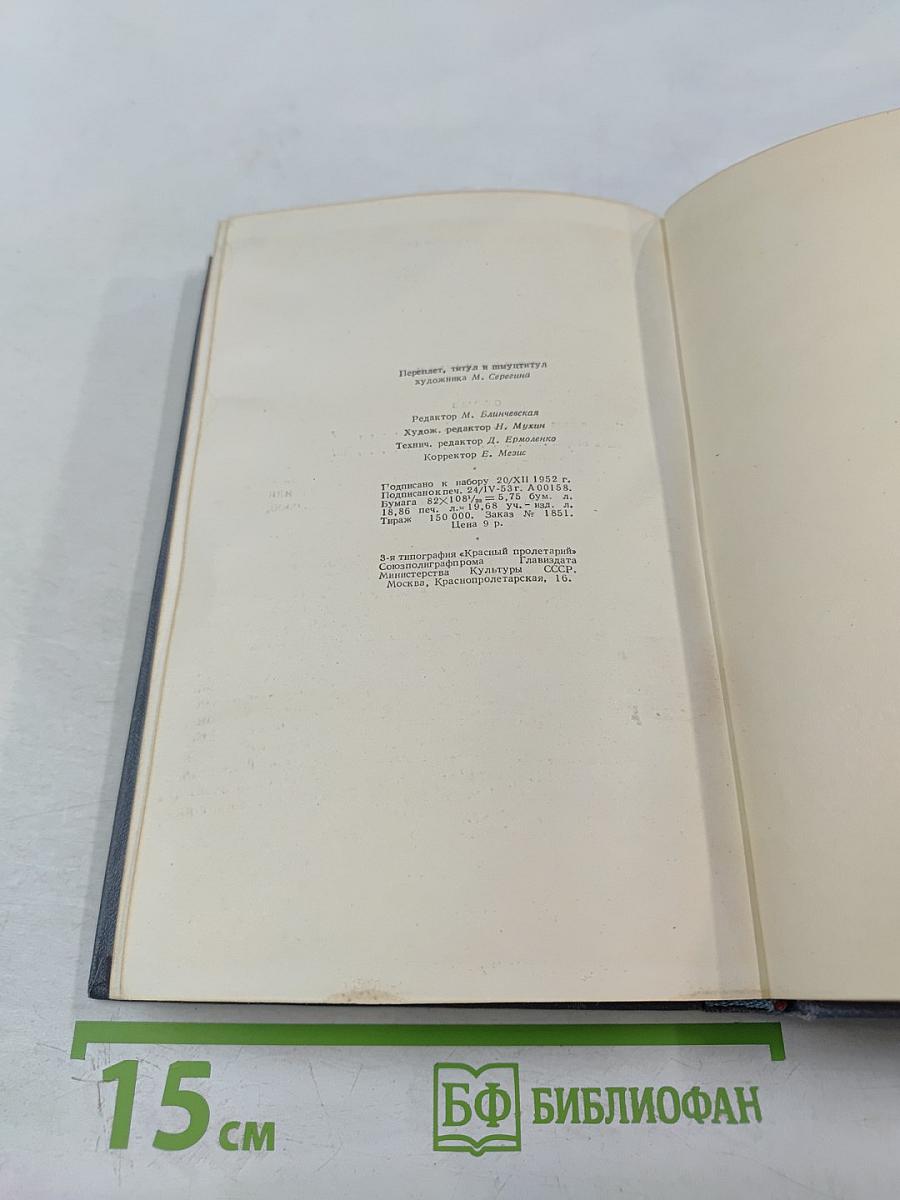 Переплет, титул и шмуцтитул
художника М. Серегина
Редактор М. Блинчевская
Худож. редактор Н. Мухин
Технич. редактор Д. Ермоленко
Корректор Е. Мезис
*
Подписано к набору 20/XII 1952 г.
Подписано к печ. 24/IV-53 г. А 00158.
Бумага 82×108¹/₃₂ = 5,75 бум. л.
18,86 печ. л. = 19,68 уч.-изд. л.
Тираж 150 000. Заказ № 1851.
Цена 9 р.
*
3-я типография «Красный пролетарий»
Союзполиграфпрома Главиздата
Министерства Культуры СССР.
Москва, Краснопролетарская, 16.
15 см
БФ БИБЛИОФАН